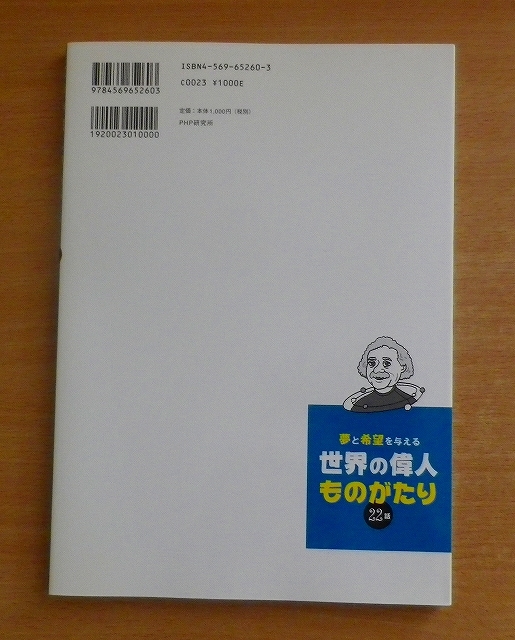 ISBN4-569-65260-3
C0023 ¥1000E
9784569652603
定価：本体1,000円（税別）
PHP研究所
1920023010000
夢と希望を与える
世界の偉人
ものがたり
22話